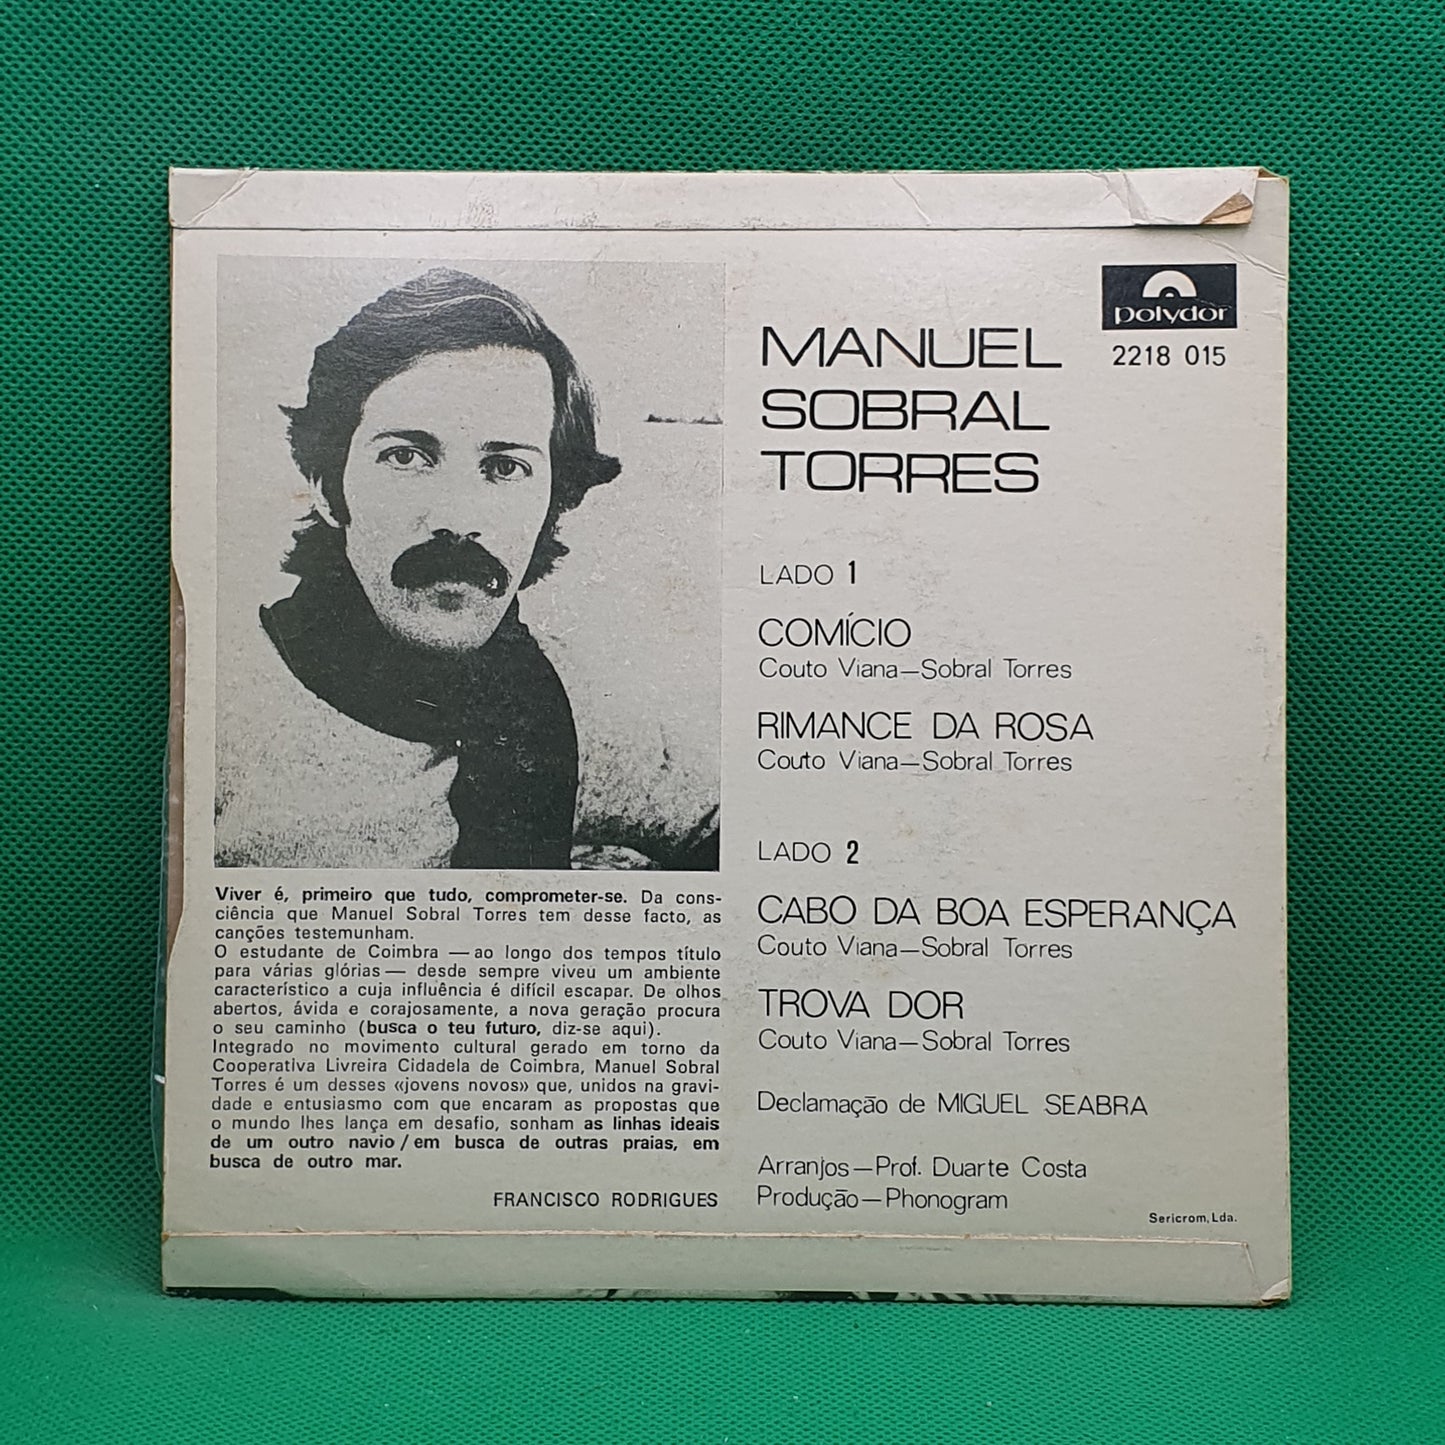 polydor
2218 015
MANUEL
SOBRAL
TORRES
LADO 1
COMÍCIO
Couto Viana—Sobral Torres
RIMANCE DA ROSA
Couto Viana—Sobral Torres
LADO 2
CABO DA BOA ESPERANÇA
Couto Viana—Sobral Torres
TROVA DOR
Couto Viana—Sobral Torres
Declamação de MIGUEL SEABRA
Arranjos—Prof. Duarte Costa
Produção—Phonogram
Sericrom, Lda.
Viver é, primeiro que tudo, comprometer-se. Da cons-
ciência que Manuel Sobral Torres tem desse facto, as
canções testemunham.
O estudante de Coimbra —ao longo dos tempos título
para várias glórias— desde sempre viveu um ambiente
característico a cuja influência é difícil escapar. De olhos
abertos, ávida e corajosamente, a nova geração procura
o seu caminho (busca o teu futuro, diz-se aqui).
Integrado no movimento cultural gerado em torno da
Cooperativa Livreira Cidadela de Coimbra, Manuel Sobral
Torres é um desses «jovens novos» que, unidos na gravi-
dade e entusiasmo com que encaram as propostas que
o mundo lhes lança em desafio, sonham as linhas ideais
de um outro navio/em busca de outras praias, em
busca de outro mar.
FRANCISCO RODRIGUES